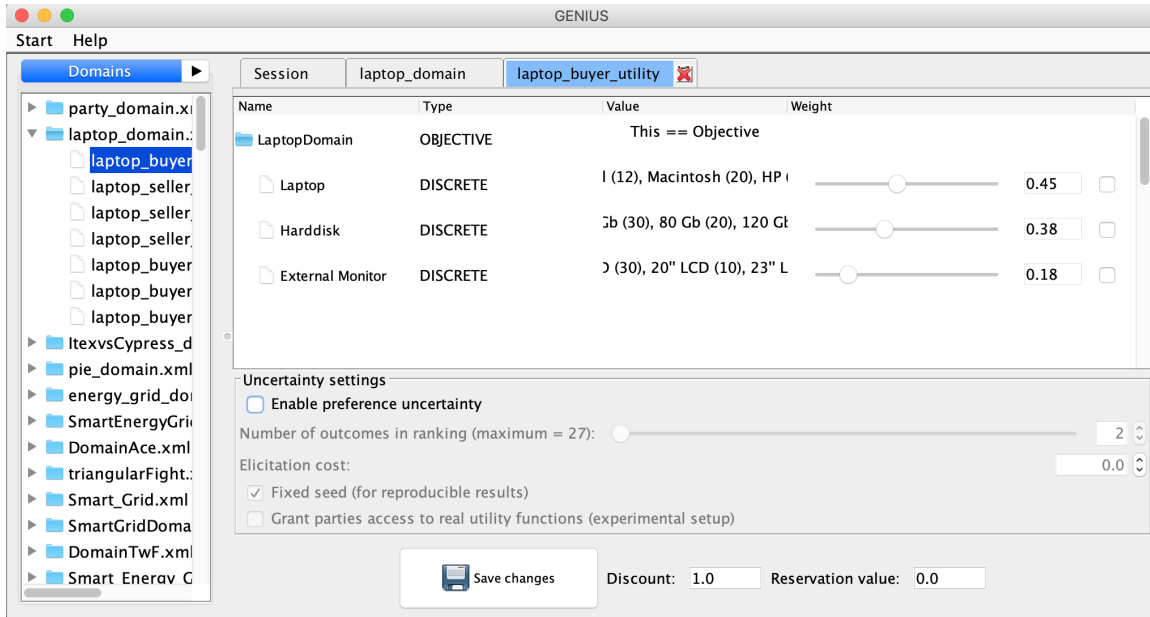 GENIUS
Start Help
Domains
party_domain.x
laptop_domain.
laptop_buyer
laptop_seller_
laptop_seller_
laptop_seller_
laptop_buyer
laptop_buyer
laptop_buyer
ItexvsCypress_d
pie_domain.xml
energy_grid_do
SmartEnergyGri
DomainAce.xml
triangularFight.
Smart_Grid.xml
SmartGridDoma
DomainTwF.xml
Smart_Energy_G
Session laptop_domain laptop_buyer_utility
Name Type Value Weight
LaptopDomain OBJECTIVE This == Objective
Laptop DISCRETE l (12), Macintosh (20), HP ( 0.45
Harddisk DISCRETE Gb (30), 80 Gb (20), 120 Gb 0.38
External Monitor DISCRETE D (30), 20" LCD (10), 23" L 0.18
Uncertainty settings
Enable preference uncertainty
Number of outcomes in ranking (maximum = 27): 2
Elicitation cost: 0.0
Fixed seed (for reproducible results)
Grant parties access to real utility functions (experimental setup)
Save changes Discount: 1.0 Reservation value: 0.0